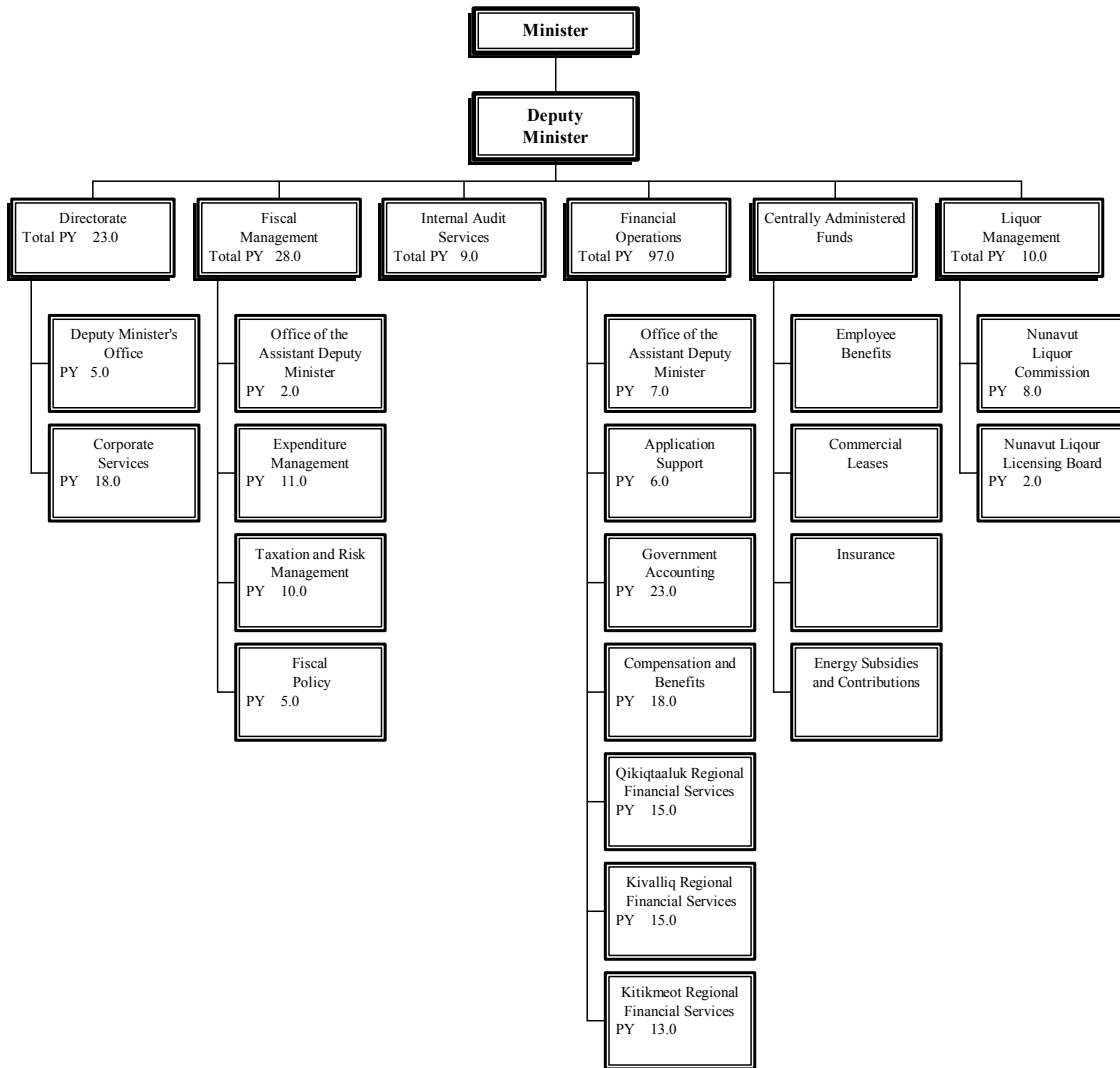 Minister
Deputy
Minister
Directorate
Total PY 23.0
Fiscal
Management
Total PY 28.0
Internal Audit
Services
Total PY 9.0
Financial
Operations
Total PY 97.0
Centrally Administered
Funds
Liquor
Management
Total PY 10.0
Deputy Minister's
Office
PY 5.0
Corporate
Services
PY 18.0
Office of the
Assistant Deputy
Minister
PY 2.0
Expenditure
Management
PY 11.0
Taxation and Risk
Management
PY 10.0
Fiscal
Policy
PY 5.0
Office of the
Assistant Deputy
Minister
PY 7.0
Application
Support
PY 6.0
Government
Accounting
PY 23.0
Compensation and
Benefits
PY 18.0
Qikiqtaaluk Regional
Financial Services
PY 15.0
Kivalliq Regional
Financial Services
PY 15.0
Kitikmeot Regional
Financial Services
PY 13.0
Employee
Benefits
Commercial
Leases
Insurance
Energy Subsidies
and Contributions
Nunavut
Liquor
Commission
PY 8.0
Nunavut Liqour
Licensing Board
PY 2.0